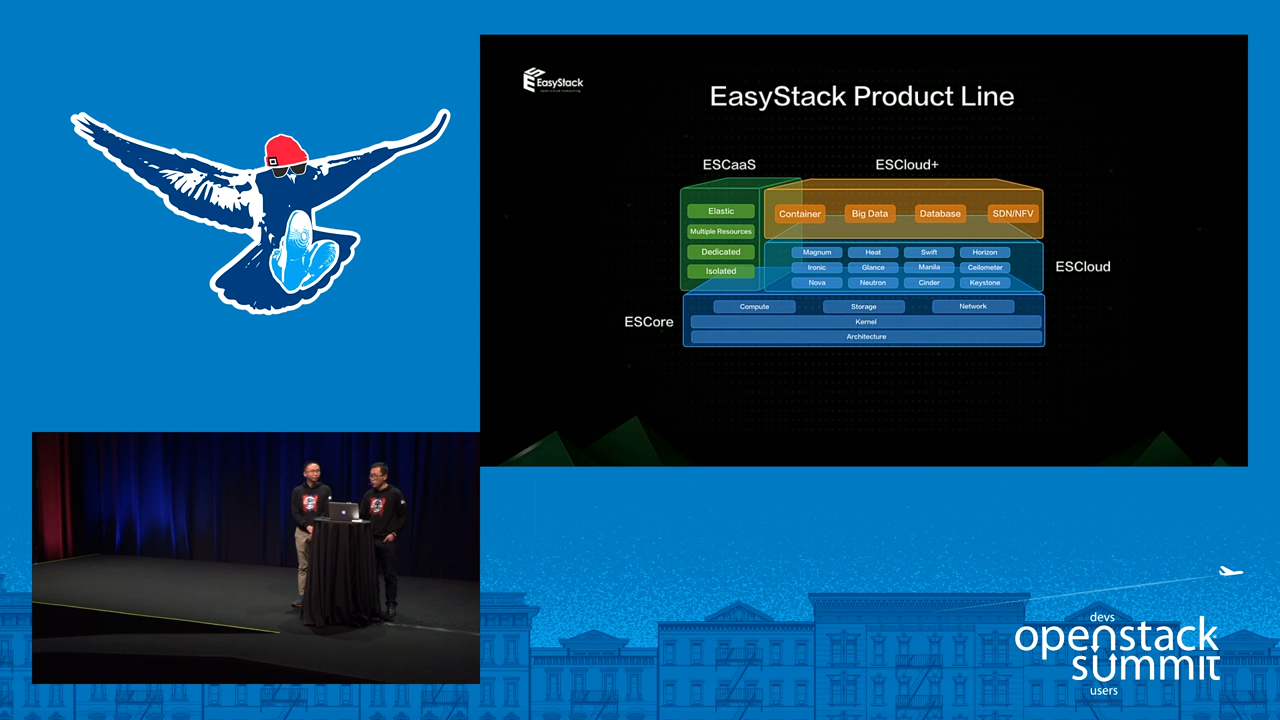 EasyStack
EasyStack Product Line
ESCaaS
ESCloud+
Elastic
Multiple Resources
Dedicated
Isolated
Container Big Data Database SDN/NFV
Magnum Heat Swift Horizon
Ironic Glance Manila Ceilometer
Nova Neutron Cinder Keystone
ESCloud
ESCore
Compute Storage Network
Kernel
Architecture
devs
openstack
summit
users